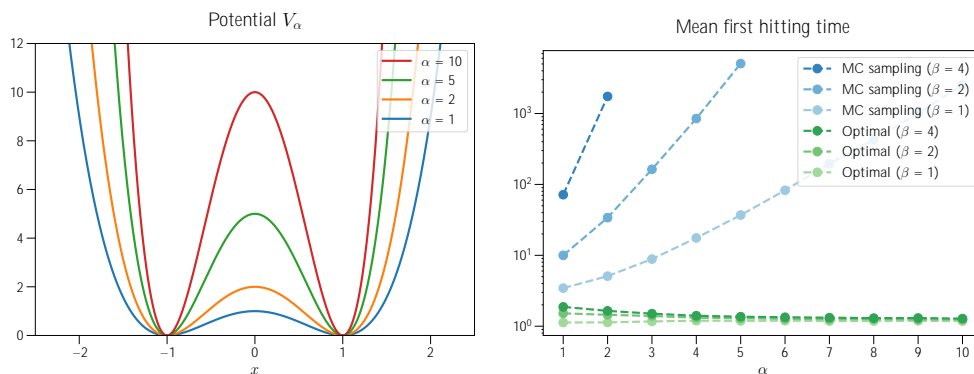 Potential V_α
12
10
8
6
4
2
0
−2
−1
0
1
2
x
α = 10
α = 5
α = 2
α = 1
Mean first hitting time
10³
10²
10¹
10⁰
1
2
3
4
5
6
7
8
9
10
α
MC sampling (β = 4)
MC sampling (β = 2)
MC sampling (β = 1)
Optimal (β = 4)
Optimal (β = 2)
Optimal (β = 1)